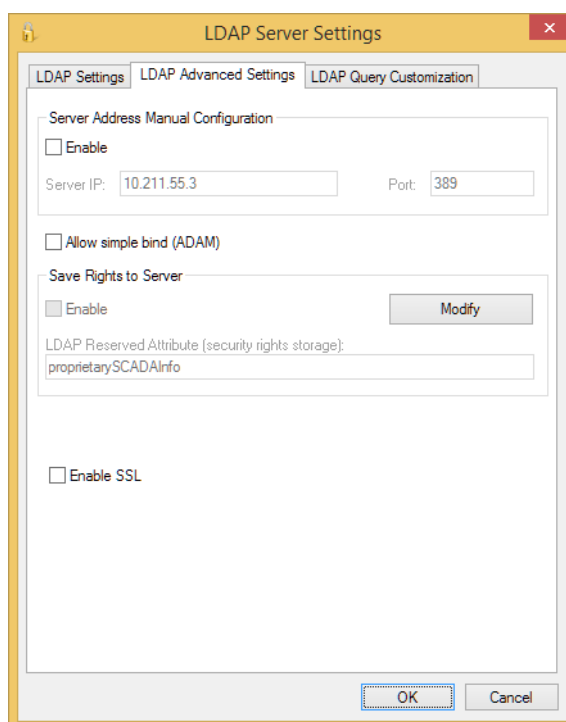 LDAP Server Settings
LDAP Settings LDAP Advanced Settings LDAP Query Customization
Server Address Manual Configuration
Enable
Server IP: 10.211.55.3 Port: 389
Allow simple bind (ADAM)
Save Rights to Server
Enable Modify
LDAP Reserved Attribute (security rights storage):
proprietarySCADAInfo
Enable SSL
OK Cancel